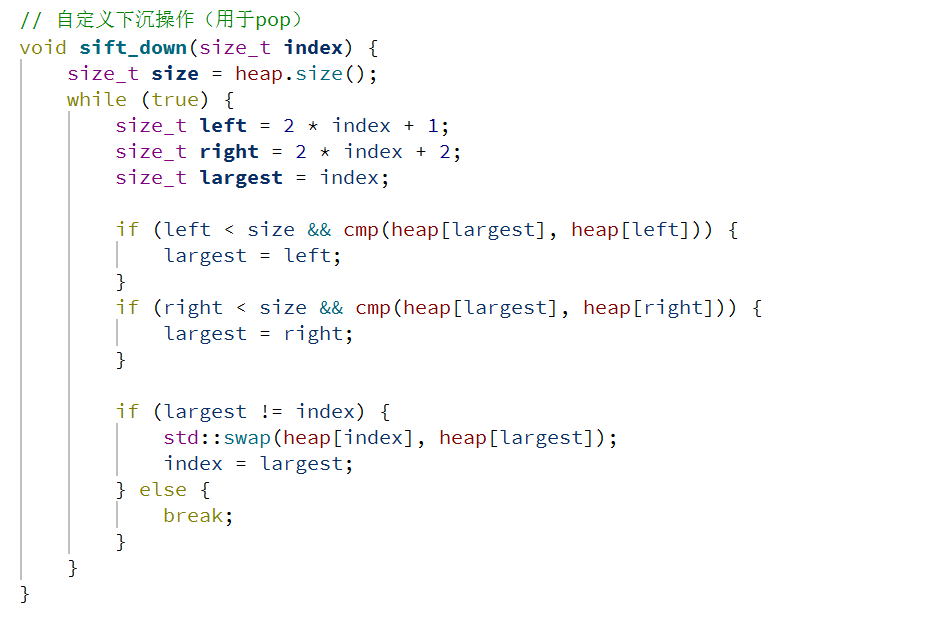 // 自定义下沉操作（用于pop）
void sift_down(size_t index) {
    size_t size = heap.size();
    while (true) {
        size_t left = 2 * index + 1;
        size_t right = 2 * index + 2;
        size_t largest = index;

        if (left < size && cmp(heap[largest], heap[left])) {
            largest = left;
        }
        if (right < size && cmp(heap[largest], heap[right])) {
            largest = right;
        }

        if (largest != index) {
            std::swap(heap[index], heap[largest]);
            index = largest;
        } else {
            break;
        }
    }
}